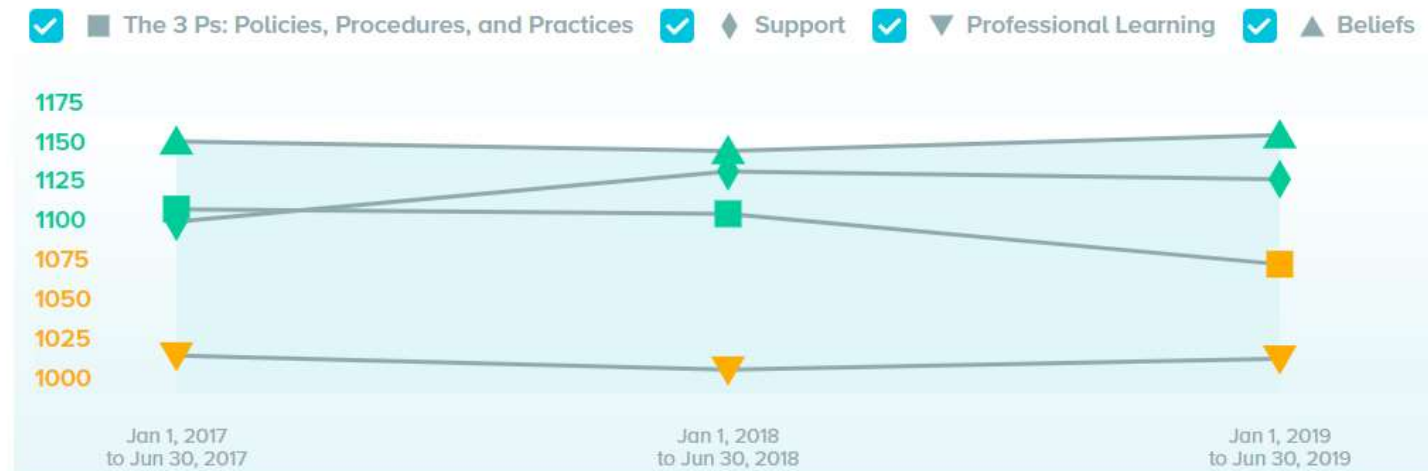 The 3 Ps: Policies, Procedures, and Practices Support Professional Learning Beliefs
1175
1150
1125
1100
1075
1050
1025
1000
Jan 1, 2017
to Jun 30, 2017
Jan 1, 2018
to Jun 30, 2018
Jan 1, 2019
to Jun 30, 2019